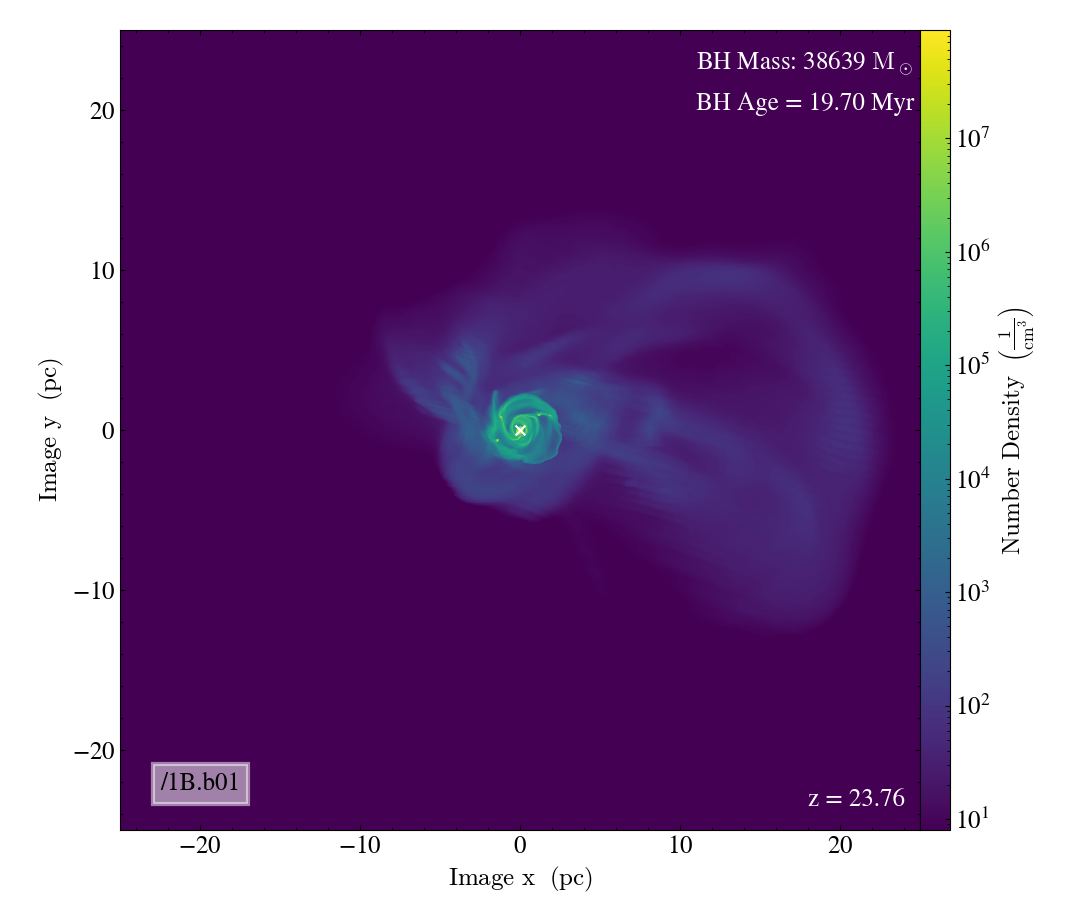 BH Mass: 38639 M⊙
BH Age = 19.70 Myr
20
10
0
−10
−20
Image y (pc)
/1B.b01
z = 23.76
−20 −10 0 10 20
Image x (pc)
10⁷
10⁶
10⁵
10⁴
10³
10²
10¹
Number Density (1/cm³)